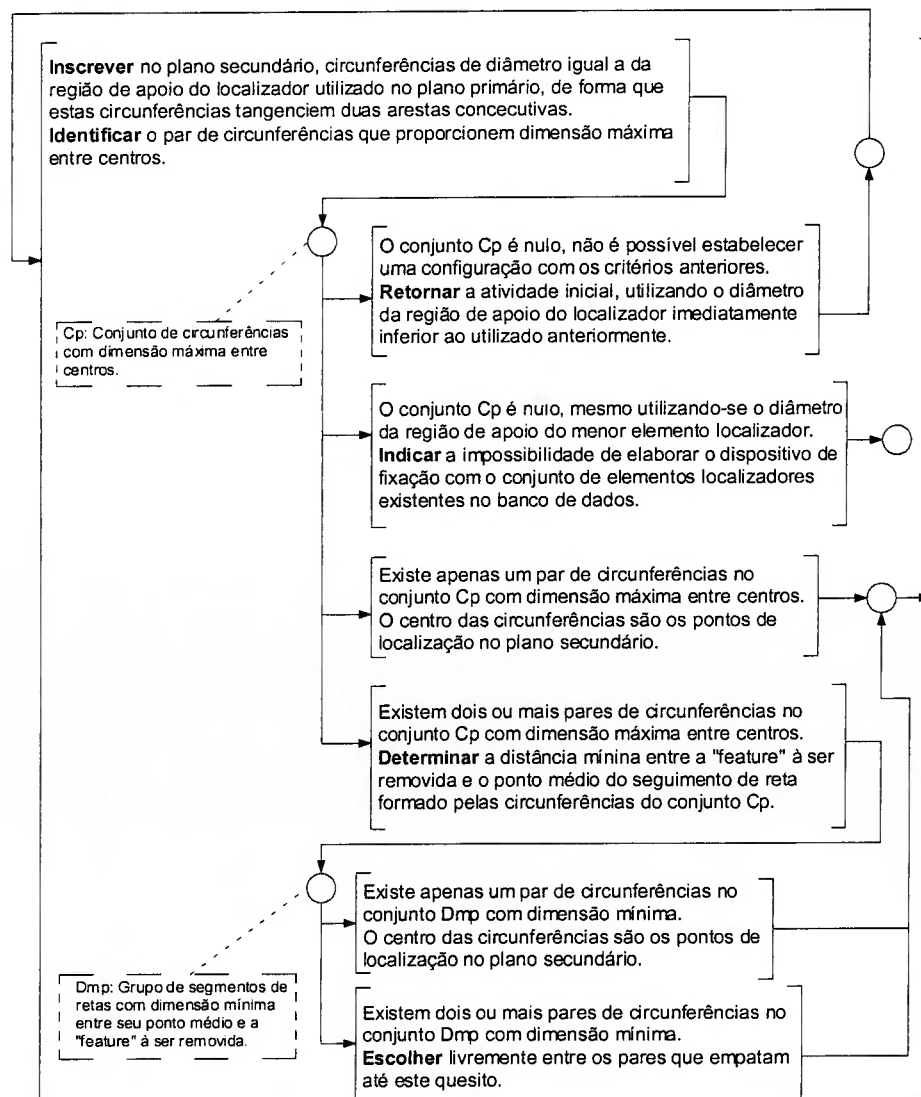 Inscrever no plano secundário, circunferências de diâmetro igual a da
região de apoio do localizador utilizado no plano primário, de forma que
estas circunferências tangenciem duas arestas concecutivas.
Identificar o par de circunferências que proporcionem dimensão máxima
entre centros.
O conjunto Cp é nulo, não é possível estabelecer
uma configuração com os critérios anteriores.
Retornar a atividade inicial, utilizando o diâmetro
da região de apoio do localizador imediatamente
inferior ao utilizado anteriormente.
Cp: Conjunto de circunferências
com dimensão máxima entre
centros.
O conjunto Cp é nulo, mesmo utilizando-se o diâmetro
da região de apoio do menor elemento localizador.
Indicar a impossibilidade de elaborar o dispositivo de
fixação com o conjunto de elementos localizadores
existentes no banco de dados.
Existe apenas um par de circunferências no
conjunto Cp com dimensão máxima entre centros.
O centro das circunferências são os pontos de
localização no plano secundário.
Existem dois ou mais pares de circunferências no
conjunto Cp com dimensão máxima entre centros.
Determinar a distância mínina entre a "feature" à ser
removida e o ponto médio do seguimento de reta
formado pelas circunferências do conjunto Cp.
Existe apenas um par de circunferências no
conjunto Dmp com dimensão mínima.
O centro das circunferências são os pontos de
localização no plano secundário.
Dmp: Grupo de segmentos de
retas com dimensão mínima
entre seu ponto médio e a
"feature" à ser removida.
Existem dois ou mais pares de circunferências no
conjunto Dmp com dimensão mínima.
Escolher livremente entre os pares que empatam
até este quesito.